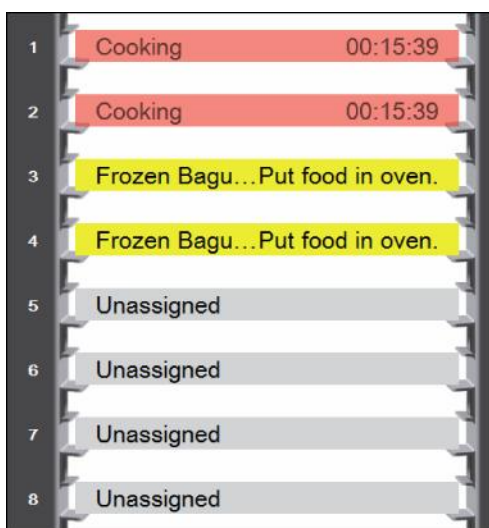 1 Cooking 00:15:39
2 Cooking 00:15:39
3 Frozen Bagu...Put food in oven.
4 Frozen Bagu...Put food in oven.
5 Unassigned
6 Unassigned
7 Unassigned
8 Unassigned